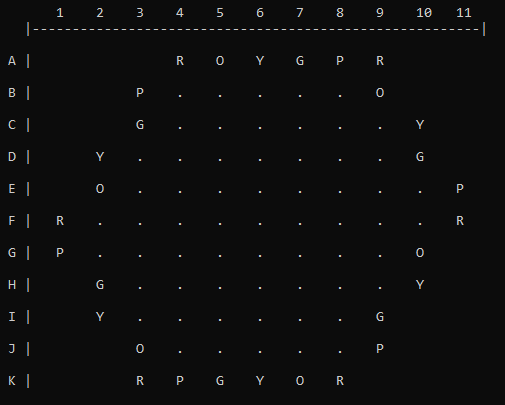 1    2    3    4    5    6    7    8    9    10   11
  |---------------------------------------------------------|
A |                  R    O    Y    G    P    R
B |             P    .    .    .    .    .    O
C |             G    .    .    .    .    .    .    Y
D |        Y    .    .    .    .    .    .    .    G
E |        O    .    .    .    .    .    .    .    .    P
F |   R    .    .    .    .    .    .    .    .    .    R
G |   P    .    .    .    .    .    .    .    .    O
H |        G    .    .    .    .    .    .    .    Y
I |        Y    .    .    .    .    .    .    G
J |             O    .    .    .    .    .    P
K |             R    P    G    Y    O    R